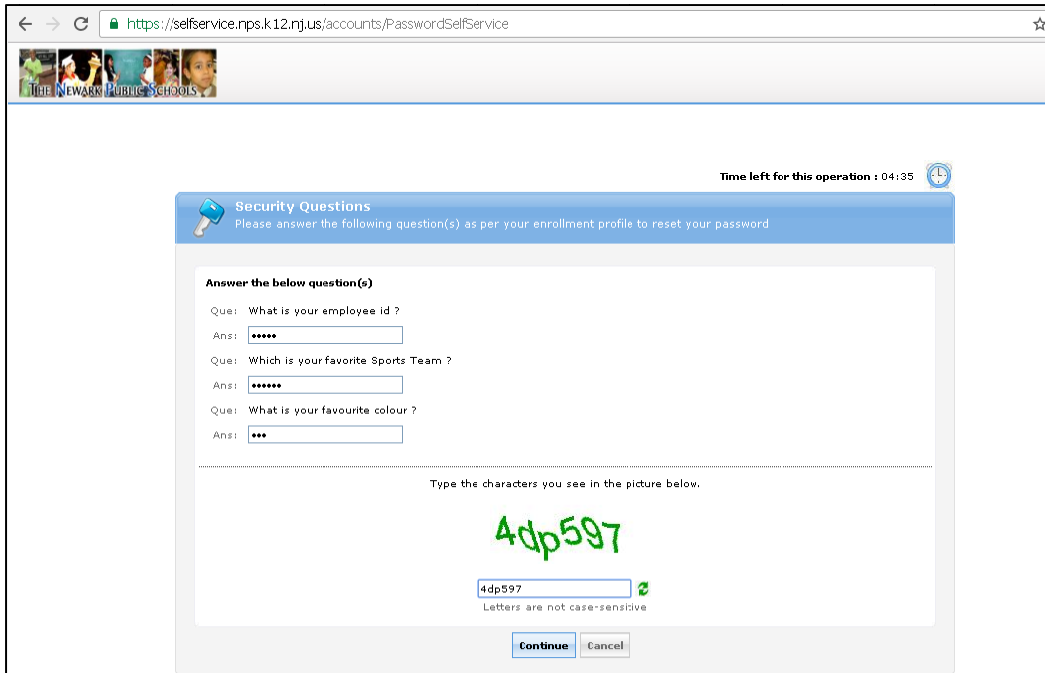 https://selfservice.nps.k12.nj.us/accounts/PasswordSelfService
THE NEWARK PUBLIC SCHOOLS
Time left for this operation : 04:35
Security Questions
Please answer the following question(s) as per your enrollment profile to reset your password
Answer the below question(s)
Que: What is your employee id ?
Ans: •••••
Que: Which is your favorite Sports Team ?
Ans: ••••••
Que: What is your favourite colour ?
Ans: •••
Type the characters you see in the picture below.
4dp597
4dp597
Letters are not case-sensitive
Continue Cancel